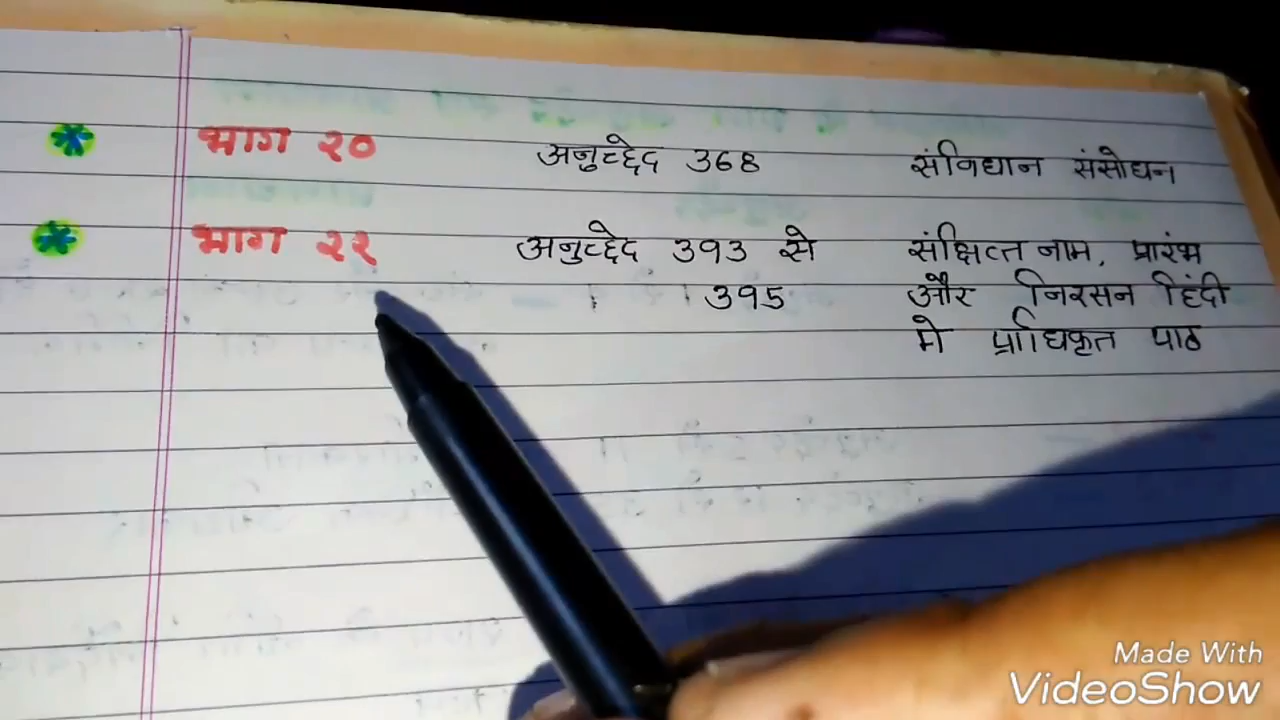 भाग २० अनुच्छेद 368 संविधान संसोधन
भाग २२ अनुच्छेद 393 से संक्षिप्त नाम, प्रारंभ
395 और निरसन हिंदी
मे प्राधिकृत पाठ
Made With
VideoShow